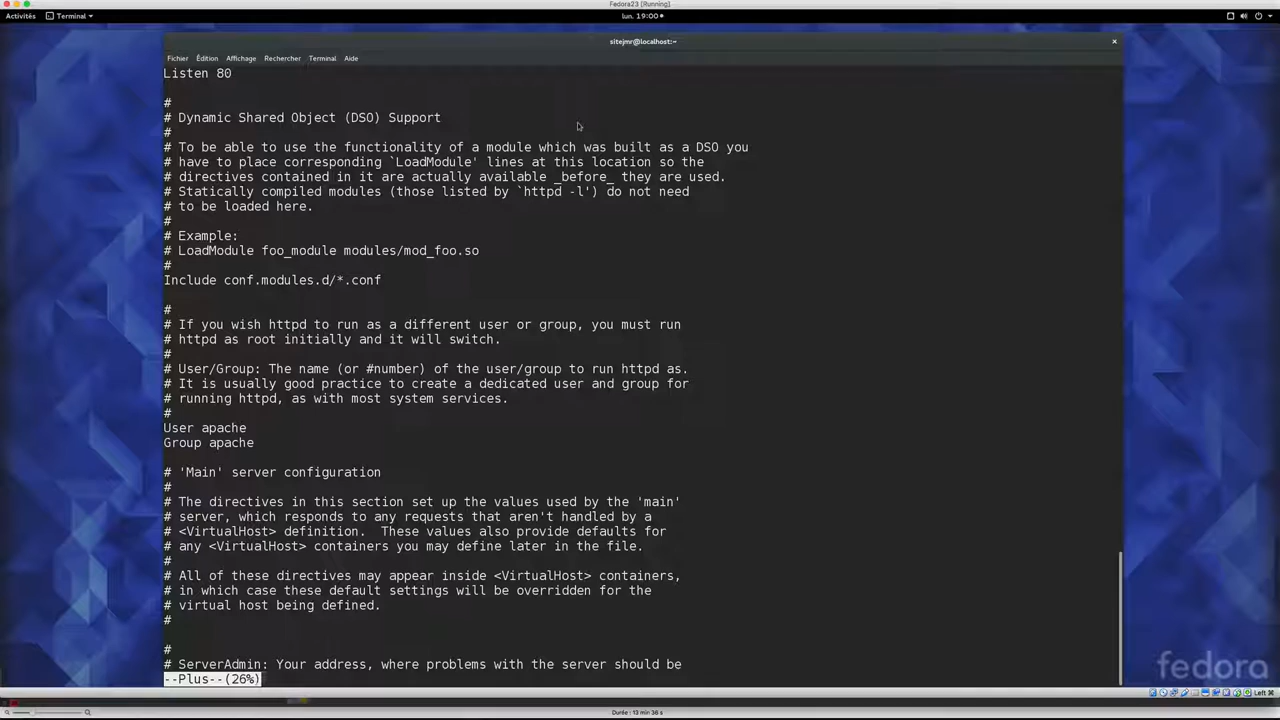 Fedora23 [Running]
Activités Terminal lun. 19:00
sitejmr@localhost:~
Fichier Édition Affichage Rechercher Terminal Aide
Listen 80
#
# Dynamic Shared Object (DSO) Support
#
# To be able to use the functionality of a module which was built as a DSO you
# have to place corresponding `LoadModule' lines at this location so the
# directives contained in it are actually available _before_ they are used.
# Statically compiled modules (those listed by `httpd -l') do not need
# to be loaded here.
#
# Example:
# LoadModule foo_module modules/mod_foo.so
#
Include conf.modules.d/*.conf
#
# If you wish httpd to run as a different user or group, you must run
# httpd as root initially and it will switch.
#
# User/Group: The name (or #number) of the user/group to run httpd as.
# It is usually good practice to create a dedicated user and group for
# running httpd, as with most system services.
#
User apache
Group apache
# 'Main' server configuration
#
# The directives in this section set up the values used by the 'main'
# server, which responds to any requests that aren't handled by a
# <VirtualHost> definition.  These values also provide defaults for
# any <VirtualHost> containers you may define later in the file.
#
# All of these directives may appear inside <VirtualHost> containers,
# in which case these default settings will be overridden for the
# virtual host being defined.
#
#
# ServerAdmin: Your address, where problems with the server should be
--Plus--(26%)
fedora
Left ⌘
Durée : 13 min 36 s